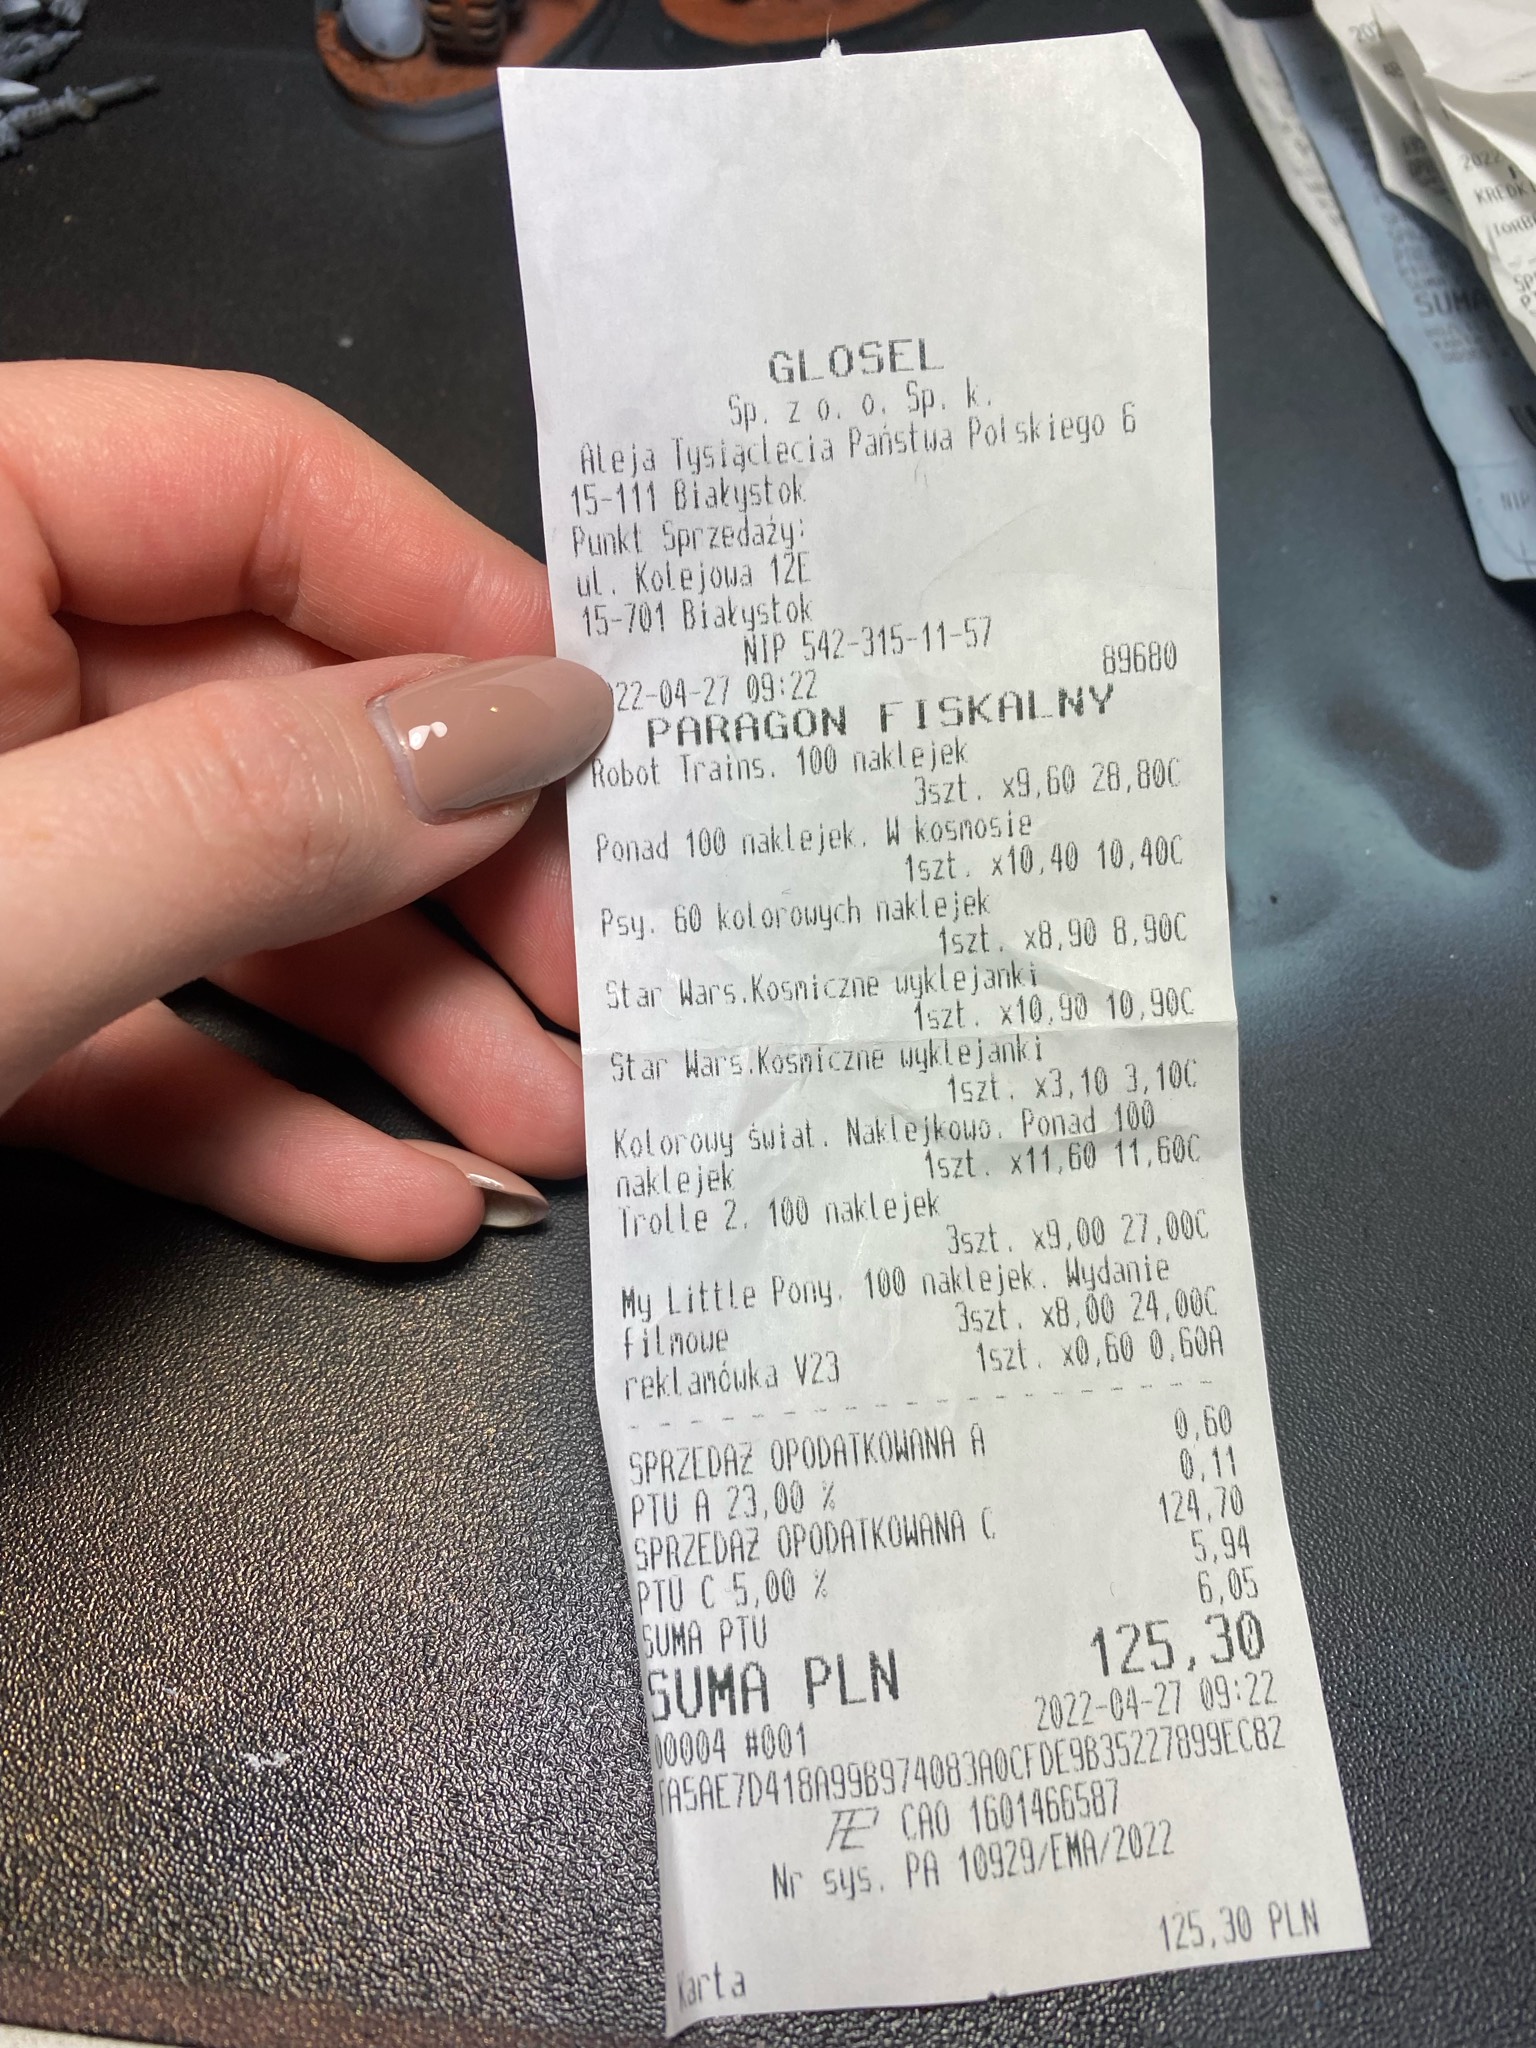 GLOSEL
Sp. z o. o. Sp. k.
Aleja Tysiąclecia Państwa Polskiego 6
15-111 Białystok
Punkt Sprzedaży:
ul. Kolejowa 12E
15-701 Białystok
NIP 542-315-11-57
22-04-27 09:22 89680
PARAGON FISKALNY
Robot Trains. 100 naklejek
3szt. x9,60 28,80C
Ponad 100 naklejek. W kosmosie
1szt. x10,40 10,40C
Psy. 60 kolorowych naklejek
1szt. x8,90 8,90C
Star Wars.Kosmiczne wyklejanki
1szt. x10,90 10,90C
Star Wars.Kosmiczne wyklejanki
1szt. x3,10 3,10C
Kolorowy świat. Naklejkowo. Ponad 100
naklejek 1szt. x11,60 11,60C
Trolle 2. 100 naklejek
3szt. x9,00 27,00C
My Little Pony. 100 naklejek. Wydanie
filmowe 3szt. x8,00 24,00C
reklamówka V23 1szt. x0,60 0,60A
SPRZEDAŻ OPODATKOWANA A 0,60
PTU A 23,00 % 0,11
SPRZEDAŻ OPODATKOWANA C 124,70
PTU C 5,00 % 5,94
SUMA PTU 6,05
SUMA PLN 125,30
00004 #001 2022-04-27 09:22
FA5AE7D418A99B974083A0CFDE9B35227899EC82
CAO 1601466587
Nr sys. PA 10929/EMA/2022
Karta 125,30 PLN
SUMA
NIP